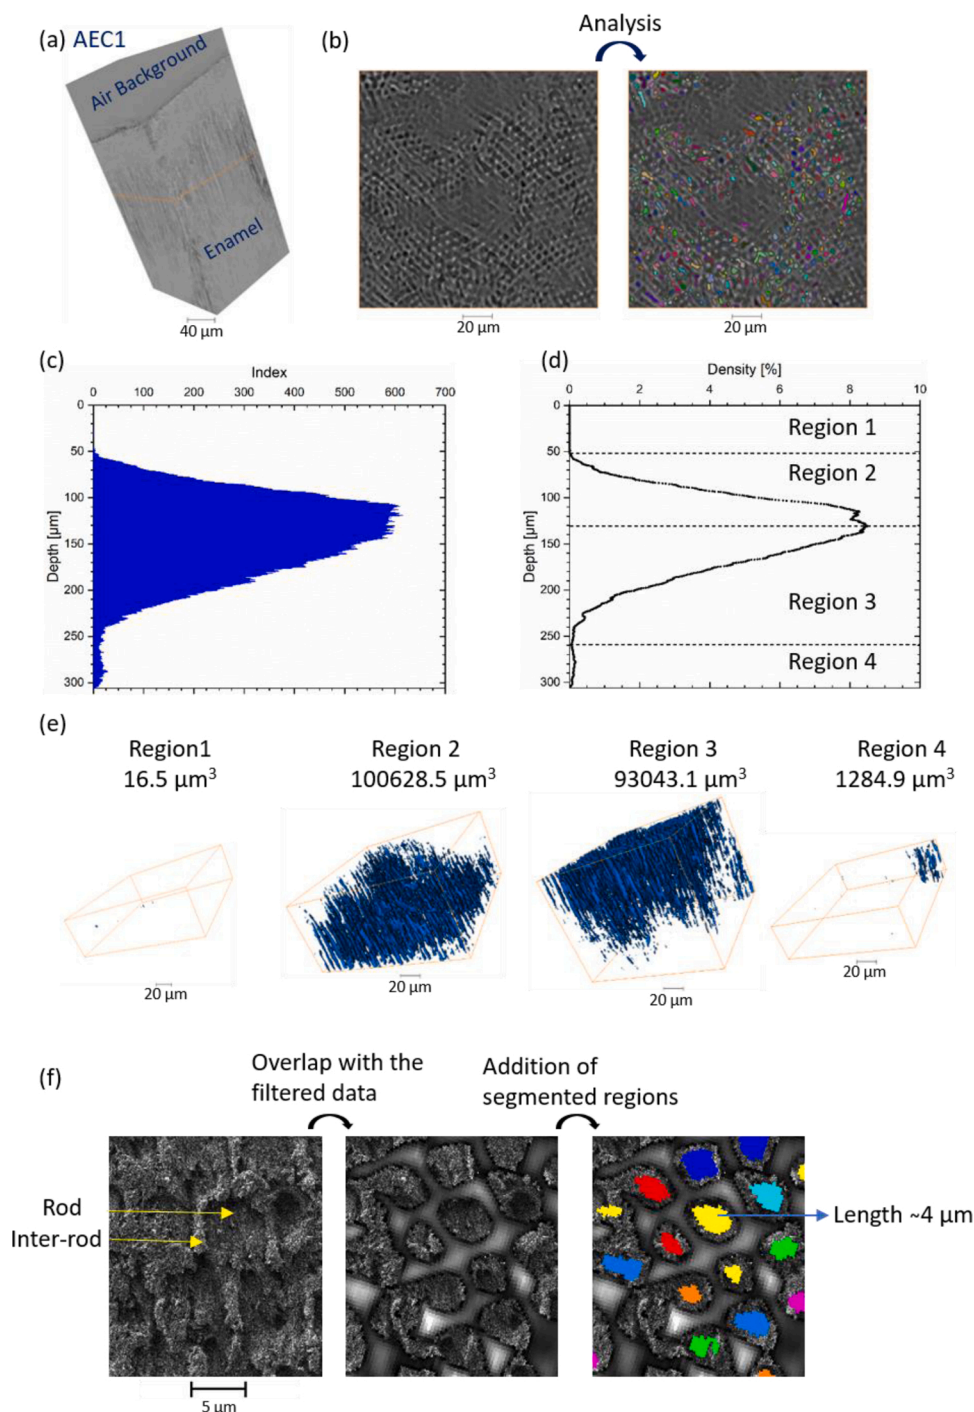 (a) AEC1
Air Background
Enamel
40 µm
(b)
Analysis
20 µm
20 µm
(c)
Index
0 100 200 300 400 500 600 700
Depth [µm]
0
50
100
150
200
250
300
(d)
Density [%]
0 2 4 6 8 10
Depth [µm]
0
50
100
150
200
250
300
Region 1
Region 2
Region 3
Region 4
(e)
Region1
16.5 µm³
Region 2
100628.5 µm³
Region 3
93043.1 µm³
Region 4
1284.9 µm³
20 µm
20 µm
20 µm
20 µm
(f)
Overlap with the
filtered data
Addition of
segmented regions
Rod
Inter-rod
Length ~4 µm
5 µm